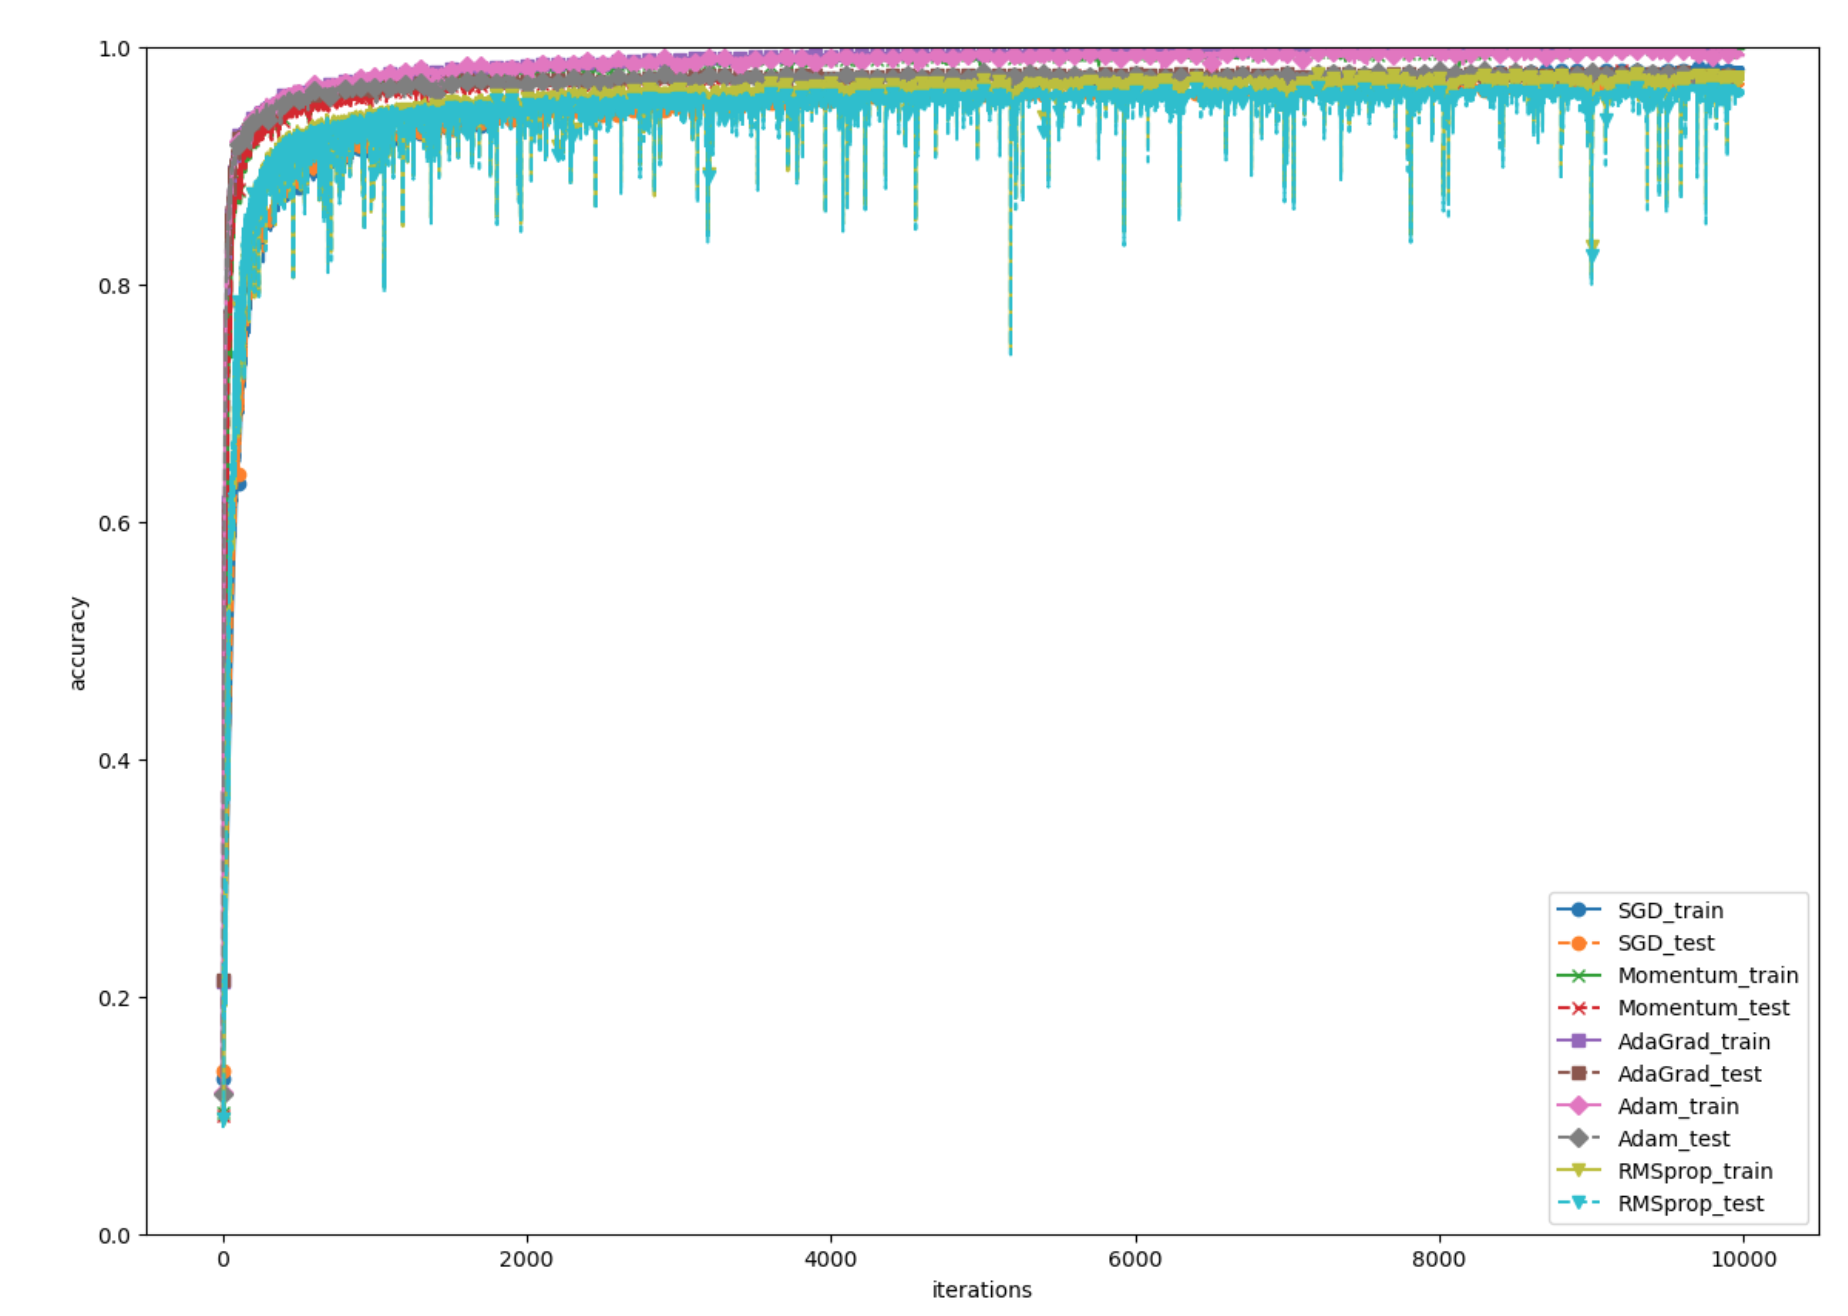 1.0
0.8
0.6
0.4
0.2
0.0
accuracy
0 2000 4000 6000 8000 10000
iterations
SGD_train
SGD_test
Momentum_train
Momentum_test
AdaGrad_train
AdaGrad_test
Adam_train
Adam_test
RMSprop_train
RMSprop_test